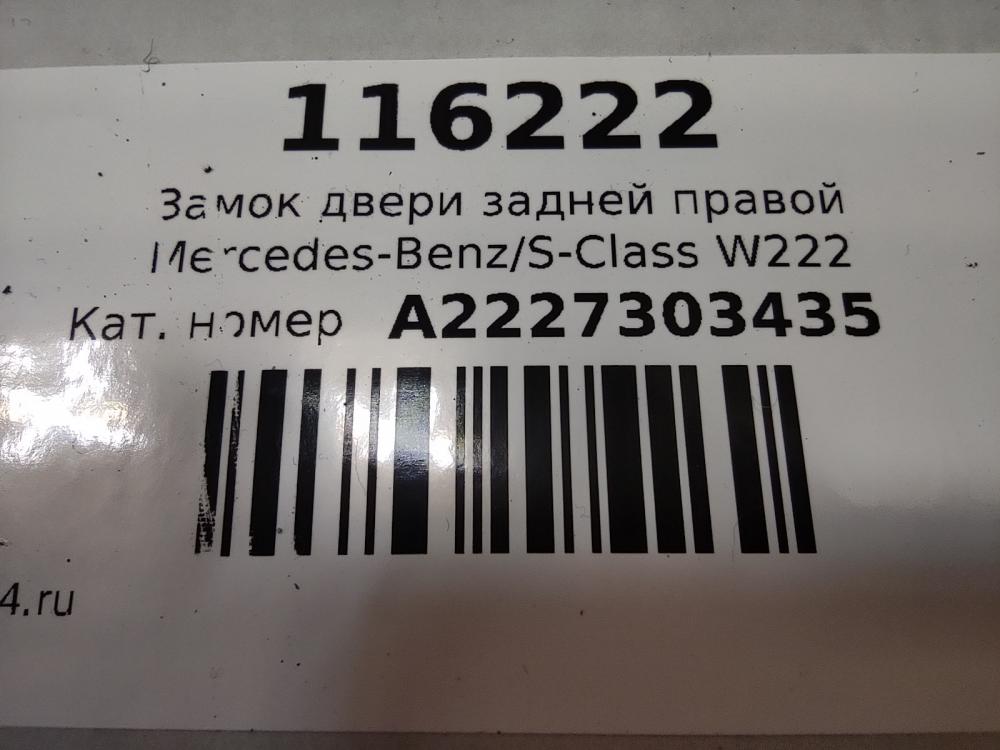 116222
Замок двери задней правой
Mercedes-Benz/S-Class W222
Кат. номер A2227303435
4.ru